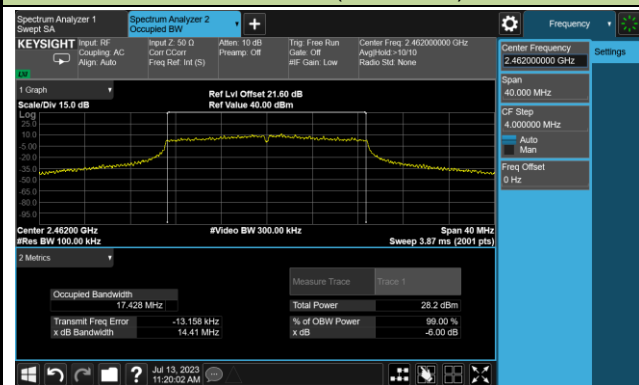 Spectrum Analyzer 1
Swept SA
Spectrum Analyzer 2
Occupied BW
Frequency
KEYSIGHT
Input: RF
Coupling: AC
Align: Auto
Input Z: 50 Ω
Corr CCorr
Freq Ref: Int (S)
Atten: 10 dB
Preamp: Off
Trig: Free Run
Gate: Off
#IF Gain: Low
Center Freq: 2.462000000 GHz
Avg|Hold:>10/10
Radio Std: None
LW
Center Frequency
2.462000000 GHz
Settings
Span
40.000 MHz
CF Step
4.000000 MHz
Auto
Man
Freq Offset
0 Hz
1 Graph
Ref Lvl Offset 21.60 dB
Scale/Div 15.0 dB
Ref Value 40.00 dBm
Log
25.0
10.0
-5.00
-20.0
-35.0
-50.0
-65.0
-80.0
-95.0
Center 2.46200 GHz
#Video BW 300.00 kHz
Span 40 MHz
#Res BW 100.00 kHz
Sweep 3.87 ms (2001 pts)
2 Metrics
Measure Trace
Trace 1
Occupied Bandwidth
17.428 MHz
Total Power
28.2 dBm
Transmit Freq Error
-13.158 kHz
% of OBW Power
99.00 %
x dB Bandwidth
14.41 MHz
x dB
-6.00 dB
?
Jul 13, 2023
11:20:02 AM